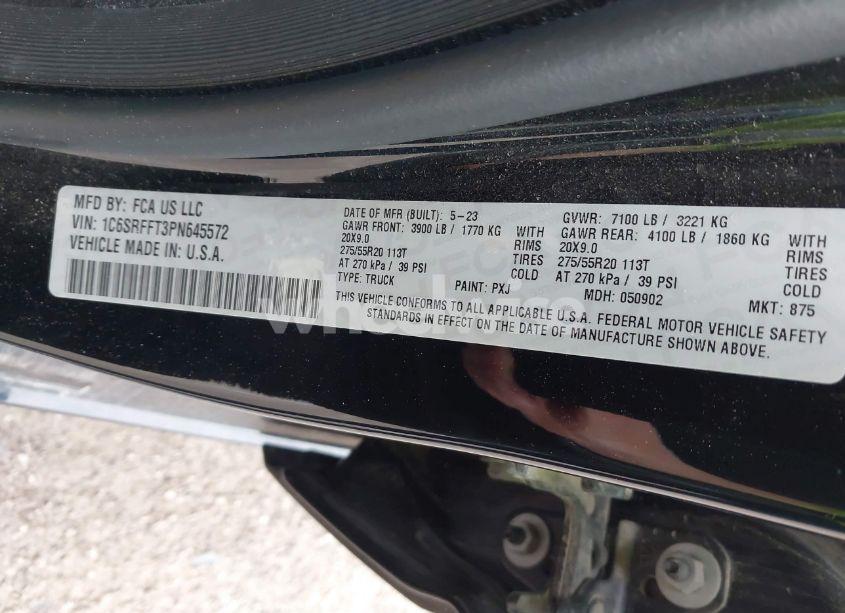 MFD BY: FCA US LLC
VIN: 1C6SRFFT3PN645572
VEHICLE MADE IN: U.S.A.
DATE OF MFR (BUILT): 5-23 GVWR: 7100 LB / 3221 KG
GAWR FRONT: 3900 LB / 1770 KG WITH GAWR REAR: 4100 LB / 1860 KG WITH
20X9.0 RIMS 20X9.0 RIMS
275/55R20 113T TIRES 275/55R20 113T TIRES
AT 270 kPa / 39 PSI COLD AT 270 kPa / 39 PSI COLD
TYPE: TRUCK PAINT: PXJ MDH: 050902 MKT: 875
THIS VEHICLE CONFORMS TO ALL APPLICABLE U.S.A. FEDERAL MOTOR VEHICLE SAFETY
STANDARDS IN EFFECT ON THE DATE OF MANUFACTURE SHOWN ABOVE.